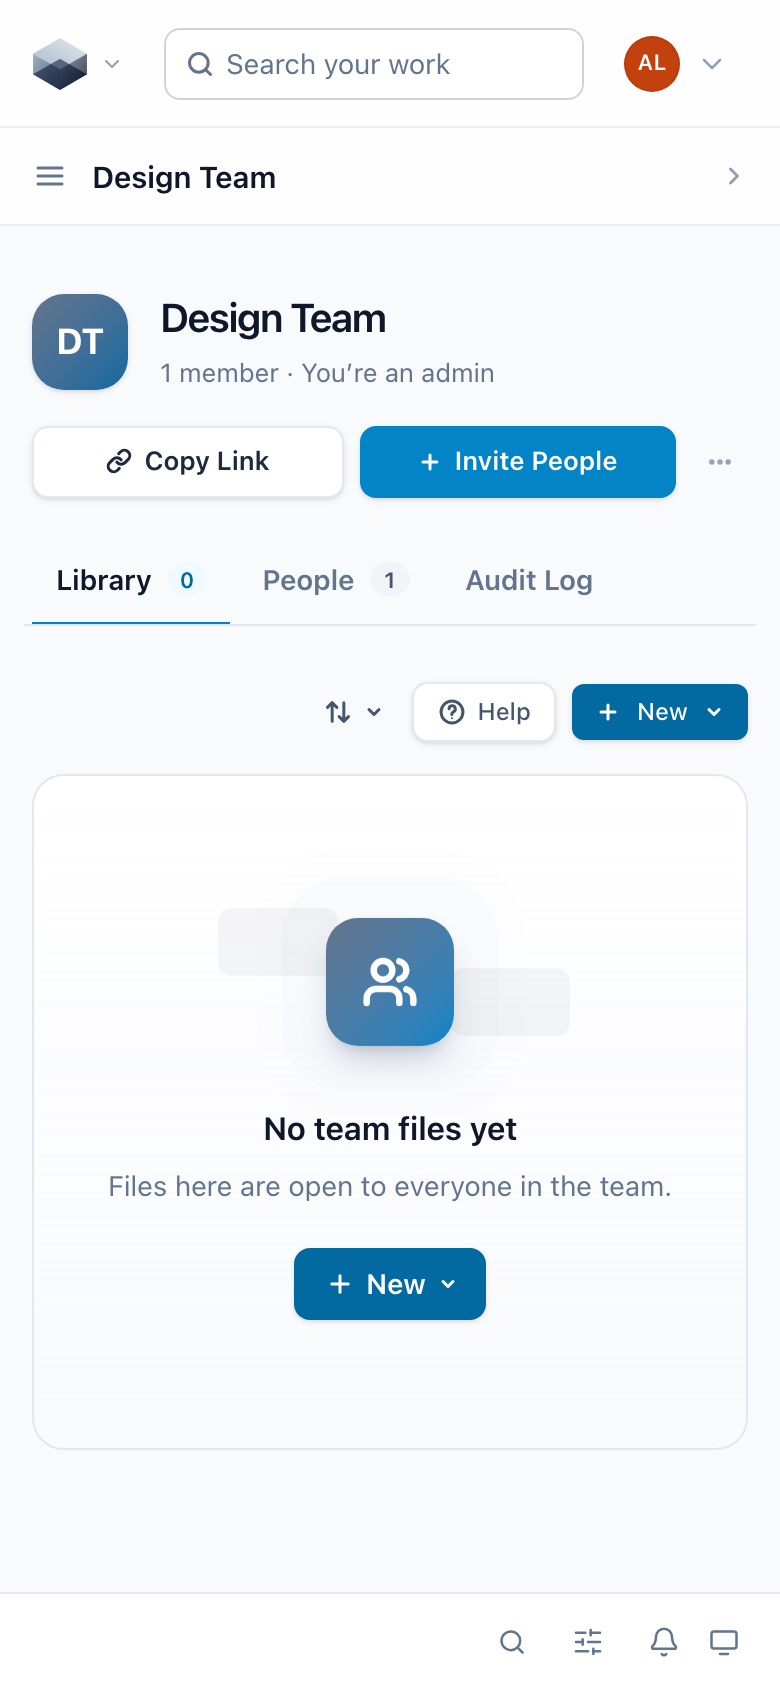 Search your work
AL
Design Team
DT
Design Team
1 member · You’re an admin
Copy Link
Invite People
Library 0
People 1
Audit Log
Help
New
No team files yet
Files here are open to everyone in the team.
New